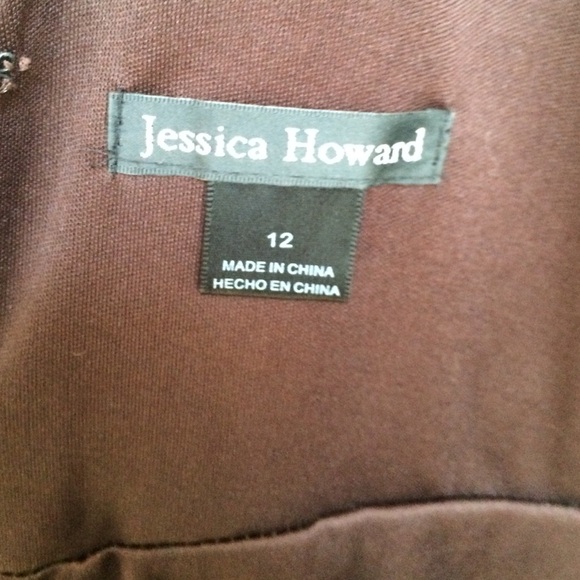 Jessica Howard
12
MADE IN CHINA
HECHO EN CHINA